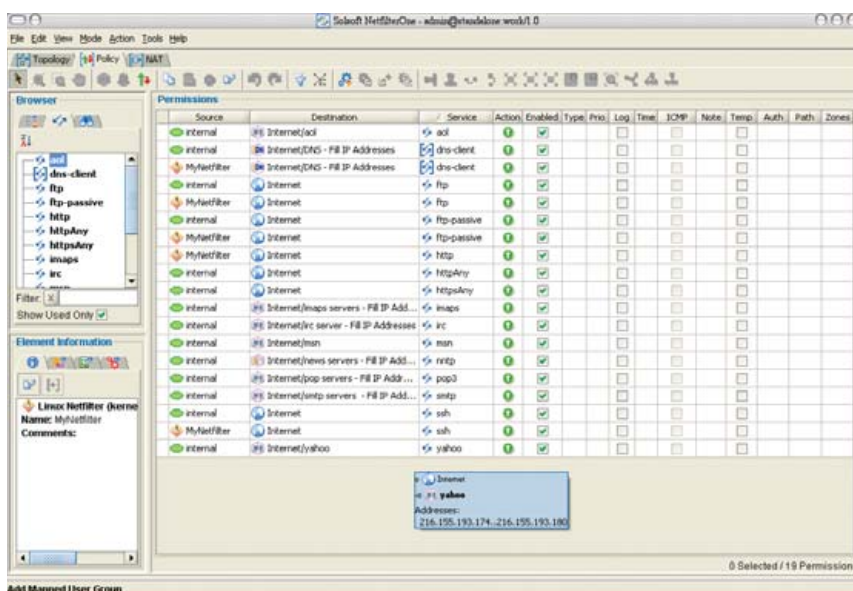 Solsoft NetfilterOne - admin@standalone work/1.0
File Edit View Mode Action Tools Help
Topology Policy NAT
Browser
aol
dns-client
ftp
ftp-passive
http
httpAny
httpsAny
imaps
irc
Filter: X
Show Used Only
Element Information
Linux Netfilter (kerne
Name: MyNetfilter
Comments:
Permissions
Source Destination Service Action Enabled Type Prio Log Time ICMP Note Temp Auth Path Zones
internal Internet/aol aol
internal Internet/DNS - Fill IP Addresses dns-client
MyNetfilter Internet/DNS - Fill IP Addresses dns-client
internal Internet ftp
MyNetfilter Internet ftp
internal Internet ftp-passive
MyNetfilter Internet ftp-passive
MyNetfilter Internet http
internal Internet httpAny
internal Internet httpsAny
internal Internet/imaps servers - Fill IP Add... imaps
internal Internet/irc server - Fill IP Addresses irc
internal Internet/msn msn
internal Internet/news servers - Fill IP Add... nntp
internal Internet/pop servers - Fill IP Addr... pop3
internal Internet/smtp servers - Fill IP Add... smtp
internal Internet ssh
MyNetfilter Internet ssh
internal Internet/yahoo yahoo
Internet
yahoo
Addresses:
216.155.193.174..216.155.193.180
0 Selected / 19 Permission
Add Mapped User Group